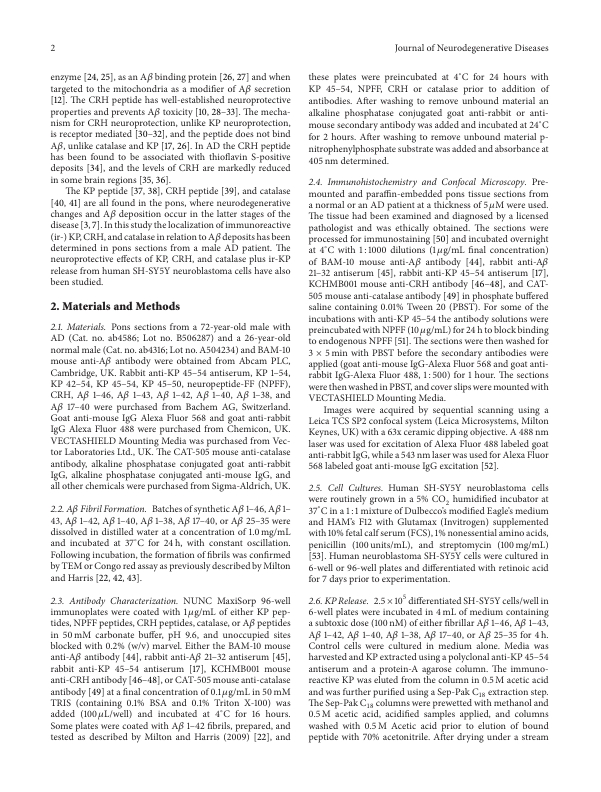 2
Journal of Neurodegenerative Diseases
enzyme [24, 25], as an Aβ binding protein [26, 27] and when
targeted to the mitochondria as a modifier of Aβ secretion
[12]. The CRH peptide has well-established neuroprotective
properties and prevents Aβ toxicity [10, 28–33]. The mecha-
nism for CRH neuroprotection, unlike KP neuroprotection,
is receptor mediated [30–32], and the peptide does not bind
Aβ, unlike catalase and KP [17, 26]. In AD the CRH peptide
has been found to be associated with thioflavin S-positive
deposits [34], and the levels of CRH are markedly reduced
in some brain regions [35, 36].
The KP peptide [37, 38], CRH peptide [39], and catalase
[40, 41] are all found in the pons, where neurodegenerative
changes and Aβ deposition occur in the latter stages of the
disease [3, 7]. In this study the localization of immunoreactive
(ir-) KP, CRH, and catalase in relation to Aβ deposits has been
determined in pons sections from a male AD patient. The
neuroprotective effects of KP, CRH, and catalase plus ir-KP
release from human SH-SY5Y neuroblastoma cells have also
been studied.
2. Materials and Methods
2.1. Materials. Pons sections from a 72-year-old male with
AD (Cat. no. ab4586; Lot no. B506287) and a 26-year-old
normal male (Cat. no. ab4316; Lot no. A504234) and BAM-10
mouse anti-Aβ antibody were obtained from Abcam PLC,
Cambridge, UK. Rabbit anti-KP 45–54 antiserum, KP 1–54,
KP 42–54, KP 45–54, KP 45–50, neuropeptide-FF (NPFF),
CRH, Aβ 1–46, Aβ 1–43, Aβ 1–42, Aβ 1–40, Aβ 1–38, and
Aβ 17–40 were purchased from Bachem AG, Switzerland.
Goat anti-mouse IgG Alexa Fluor 568 and goat anti-rabbit
IgG Alexa Fluor 488 were purchased from Chemicon, UK.
VECTASHIELD Mounting Media was purchased from Vec-
tor Laboratories Ltd., UK. The CAT-505 mouse anti-catalase
antibody, alkaline phosphatase conjugated goat anti-rabbit
IgG, alkaline phosphatase conjugated anti-mouse IgG, and
all other chemicals were purchased from Sigma-Aldrich, UK.
2.2. Aβ Fibril Formation. Batches of synthetic Aβ 1–46, Aβ 1–
43, Aβ 1–42, Aβ 1–40, Aβ 1–38, Aβ 17–40, or Aβ 25–35 were
dissolved in distilled water at a concentration of 1.0 mg/mL
and incubated at 37°C for 24 h, with constant oscillation.
Following incubation, the formation of fibrils was confirmed
by TEM or Congo red assay as previously described by Milton
and Harris [22, 42, 43].
2.3. Antibody Characterization. NUNC MaxiSorp 96-well
immunoplates were coated with 1 μg/mL of either KP pep-
tides, NPFF peptides, CRH peptides, catalase, or Aβ peptides
in 50 mM carbonate buffer, pH 9.6, and unoccupied sites
blocked with 0.2% (w/v) marvel. Either the BAM-10 mouse
anti-Aβ antibody [44], rabbit anti-Aβ 21–32 antiserum [45],
rabbit anti-KP 45–54 antiserum [17], KCHMB001 mouse
anti-CRH antibody [46–48], or CAT-505 mouse anti-catalase
antibody [49] at a final concentration of 0.1 μg/mL in 50 mM
TRIS (containing 0.1% BSA and 0.1% Triton X-100) was
added (100 μL/well) and incubated at 4°C for 16 hours.
Some plates were coated with Aβ 1–42 fibrils, prepared, and
tested as described by Milton and Harris (2009) [22], and
these plates were preincubated at 4°C for 24 hours with
KP 45–54, NPFF, CRH or catalase prior to addition of
antibodies. After washing to remove unbound material an
alkaline phosphatase conjugated goat anti-rabbit or anti-
mouse secondary antibody was added and incubated at 24°C
for 2 hours. After washing to remove unbound material p-
nitrophenylphosphate substrate was added and absorbance at
405 nm determined.
2.4. Immunohistochemistry and Confocal Microscopy. Pre-
mounted and paraffin-embedded pons tissue sections from
a normal or an AD patient at a thickness of 5 μM were used.
The tissue had been examined and diagnosed by a licensed
pathologist and was ethically obtained. The sections were
processed for immunostaining [50] and incubated overnight
at 4°C with 1 : 1000 dilutions (1 μg/mL final concentration)
of BAM-10 mouse anti-Aβ antibody [44], rabbit anti-Aβ
21–32 antiserum [45], rabbit anti-KP 45–54 antiserum [17],
KCHMB001 mouse anti-CRH antibody [46–48], and CAT-
505 mouse anti-catalase antibody [49] in phosphate buffered
saline containing 0.01% Tween 20 (PBST). For some of the
incubations with anti-KP 45–54 the antibody solutions were
preincubated with NPFF (10 μg/mL) for 24 h to block binding
to endogenous NPFF [51]. The sections were then washed for
3 × 5 min with PBST before the secondary antibodies were
applied (goat anti-mouse IgG-Alexa Fluor 568 and goat anti-
rabbit IgG-Alexa Fluor 488, 1 : 500) for 1 hour. The sections
were then washed in PBST, and cover slips were mounted with
VECTASHIELD Mounting Media.
Images were acquired by sequential scanning using a
Leica TCS SP2 confocal system (Leica Microsystems, Milton
Keynes, UK) with a 63x ceramic dipping objective. A 488 nm
laser was used for excitation of Alexa Fluor 488 labeled goat
anti-rabbit IgG, while a 543 nm laser was used for Alexa Fluor
568 labeled goat anti-mouse IgG excitation [52].
2.5. Cell Cultures. Human SH-SY5Y neuroblastoma cells
were routinely grown in a 5% CO₂ humidified incubator at
37°C in a 1 : 1 mixture of Dulbecco's modified Eagle's medium
and HAM's F12 with Glutamax (Invitrogen) supplemented
with 10% fetal calf serum (FCS), 1% nonessential amino acids,
penicillin (100 units/mL), and streptomycin (100 mg/mL)
[53]. Human neuroblastoma SH-SY5Y cells were cultured in
6-well or 96-well plates and differentiated with retinoic acid
for 7 days prior to experimentation.
2.6. KP Release. 2.5 × 10⁵ differentiated SH-SY5Y cells/well in
6-well plates were incubated in 4 mL of medium containing
a subtoxic dose (100 nM) of either fibrillar Aβ 1–46, Aβ 1–43,
Aβ 1–42, Aβ 1–40, Aβ 1–38, Aβ 17–40, or Aβ 25–35 for 4 h.
Control cells were cultured in medium alone. Media was
harvested and KP extracted using a polyclonal anti-KP 45–54
antiserum and a protein-A agarose column. The immuno-
reactive KP was eluted from the column in 0.5 M acetic acid
and was further purified using a Sep-Pak C₁₈ extraction step.
The Sep-Pak C₁₈ columns were prewetted with methanol and
0.5 M acetic acid, acidified samples applied, and columns
washed with 0.5 M Acetic acid prior to elution of bound
peptide with 70% acetonitrile. After drying under a stream